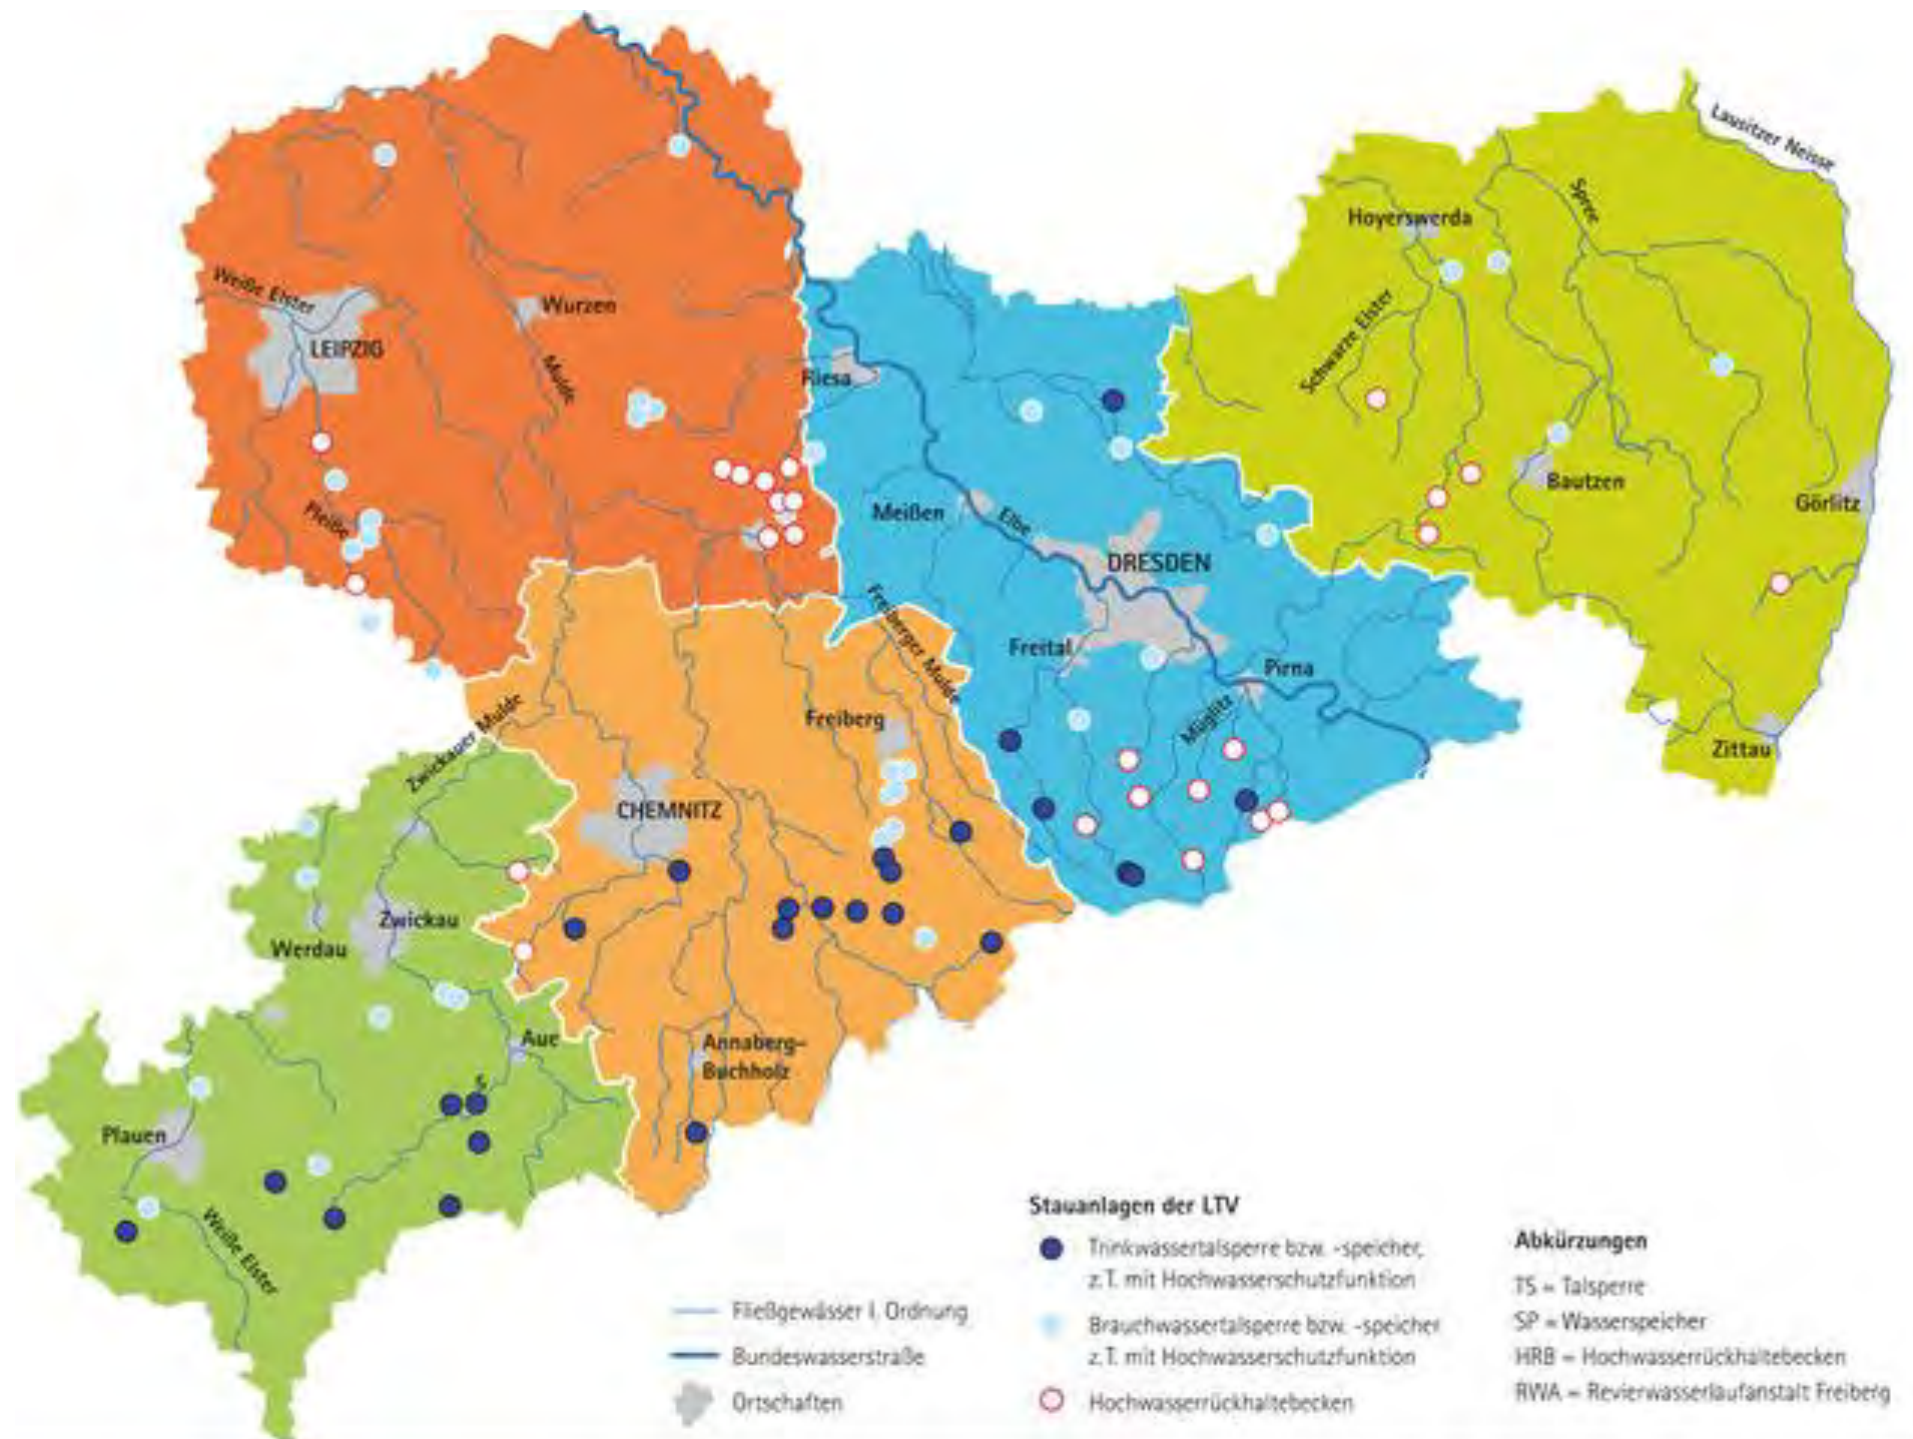 Lausitzer Neisse
Spree
Hoyerswerda
Weiße Elster
Wurzen
Schwarze Elster
LEIPZIG
Mulde
Riesa
Bautzen
Görlitz
Pleiße
Meißen
Elbe
DRESDEN
Freiberger Mulde
Freital
Pirna
Müglitz
Zittau
Zwickauer Mulde
Freiberg
CHEMNITZ
Zwickau
Werdau
Aue
Annaberg-
Buchholz
Plauen
Weiße Elster
Stauanlagen der LTV
Trinkwassertalsperre bzw. -speicher,
z.T. mit Hochwasserschutzfunktion
Brauchwassertalsperre bzw. -speicher
z.T. mit Hochwasserschutzfunktion
Hochwasserrückhaltebecken
Fließgewässer I. Ordnung
Bundeswasserstraße
Ortschaften
Abkürzungen
TS = Talsperre
SP = Wasserspeicher
HRB = Hochwasserrückhaltebecken
RWA = Revierwasserlaufanstalt Freiberg